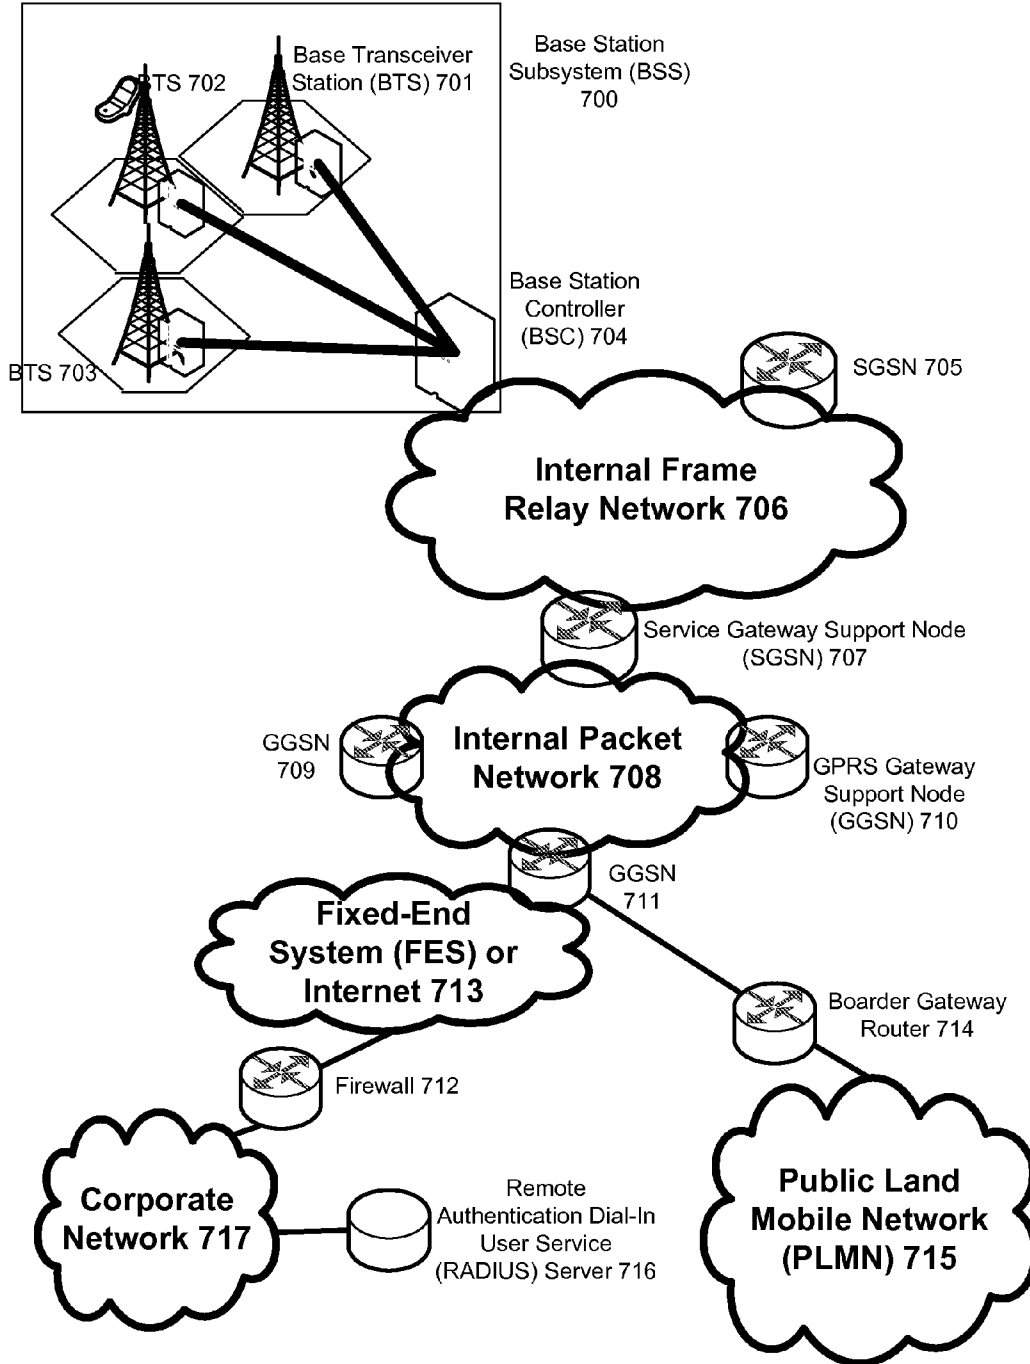 Base Transceiver
Station (BTS) 701
BTS 702
Base Station
Subsystem (BSS)
700
Base Station
Controller
(BSC) 704
BTS 703
SGSN 705
Internal Frame
Relay Network 706
Service Gateway Support Node
(SGSN) 707
GGSN
709
Internal Packet
Network 708
GPRS Gateway
Support Node
(GGSN) 710
GGSN
711
Fixed-End
System (FES) or
Internet 713
Boarder Gateway
Router 714
Firewall 712
Corporate
Network 717
Remote
Authentication Dial-In
User Service
(RADIUS) Server 716
Public Land
Mobile Network
(PLMN) 715